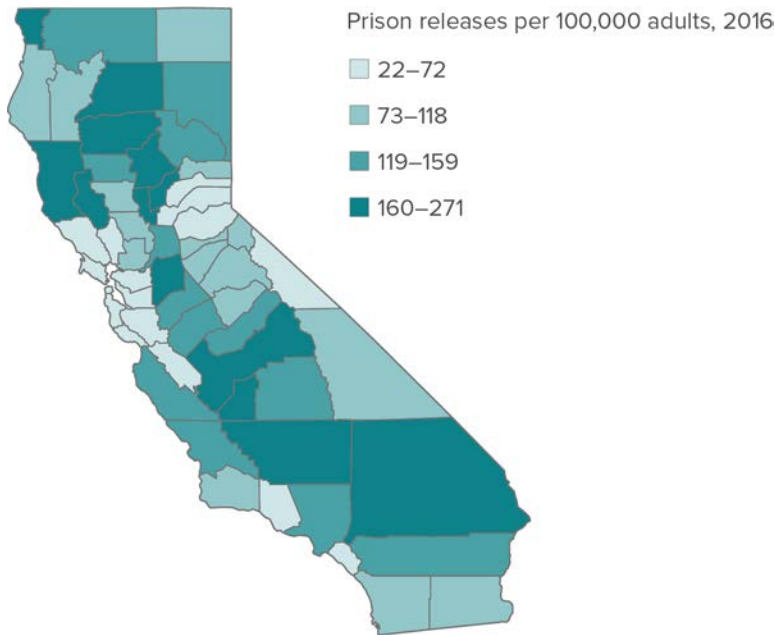 Prison releases per 100,000 adults, 2016
22–72
73–118
119–159
160–271